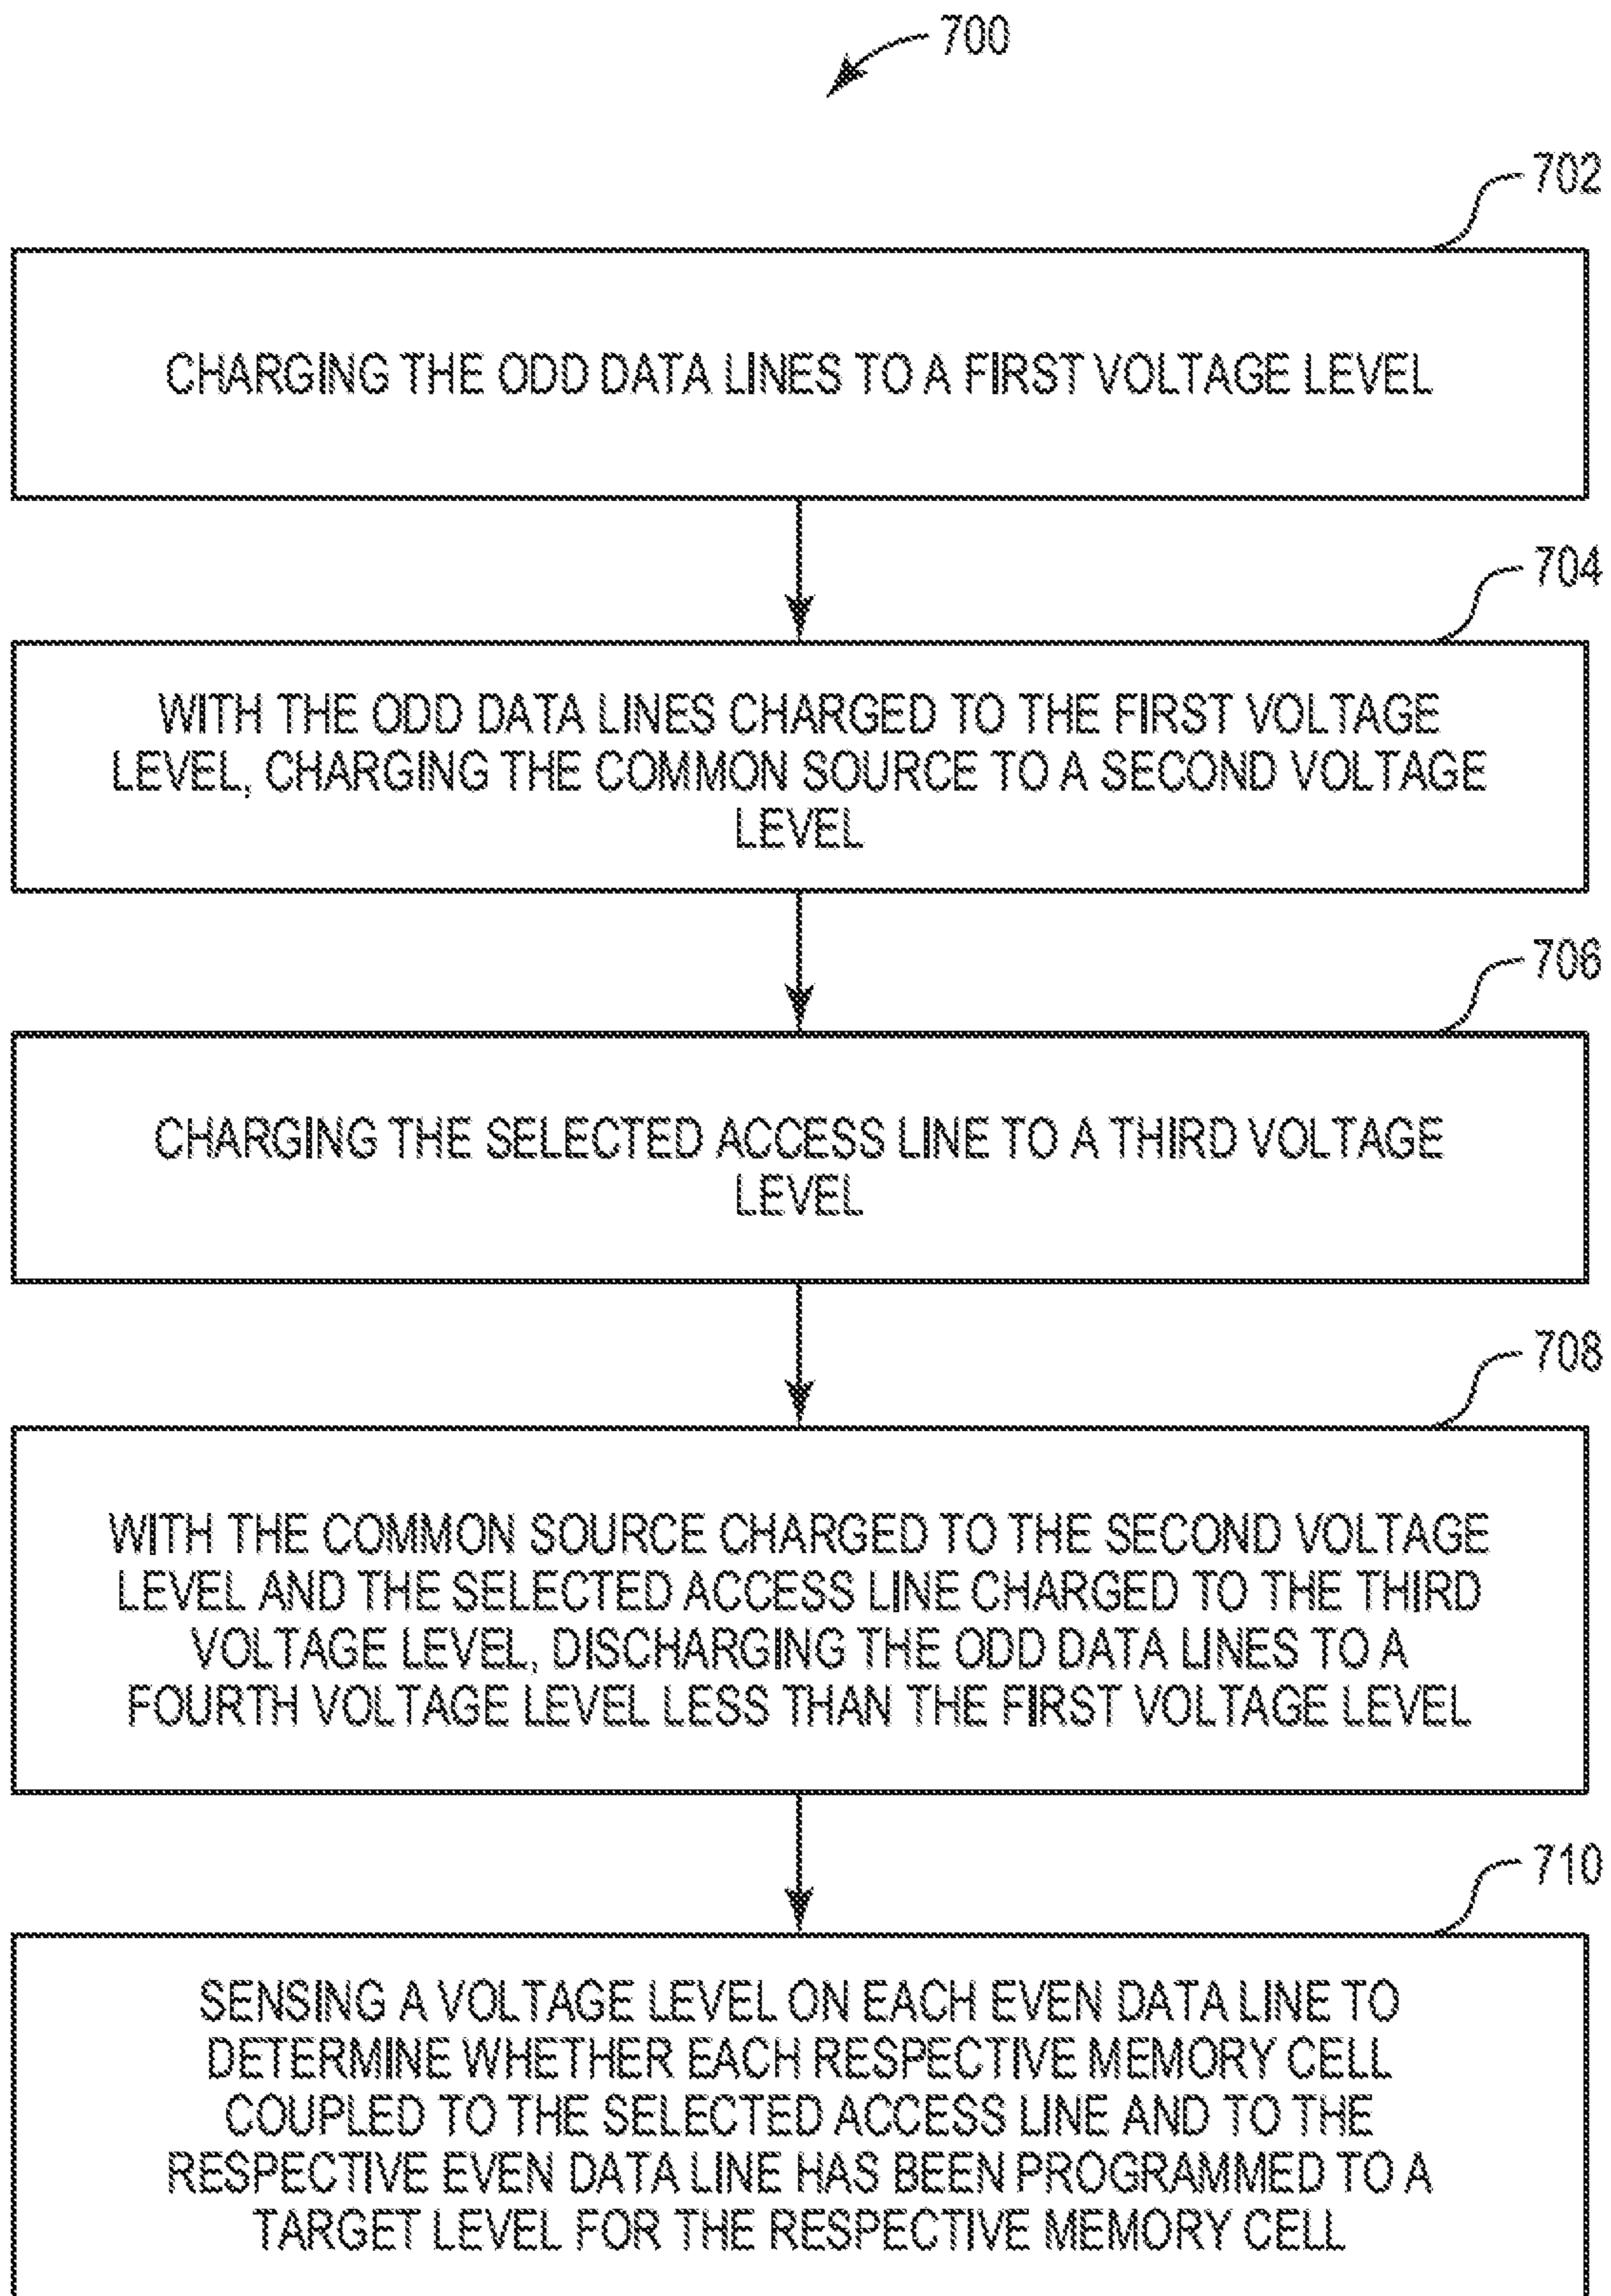 700
702
CHARGING THE ODD DATA LINES TO A FIRST VOLTAGE LEVEL
704
WITH THE ODD DATA LINES CHARGED TO THE FIRST VOLTAGE
LEVEL, CHARGING THE COMMON SOURCE TO A SECOND VOLTAGE
LEVEL
706
CHARGING THE SELECTED ACCESS LINE TO A THIRD VOLTAGE
LEVEL
708
WITH THE COMMON SOURCE CHARGED TO THE SECOND VOLTAGE
LEVEL AND THE SELECTED ACCESS LINE CHARGED TO THE THIRD
VOLTAGE LEVEL, DISCHARGING THE ODD DATA LINES TO A
FOURTH VOLTAGE LEVEL LESS THAN THE FIRST VOLTAGE LEVEL
710
SENSING A VOLTAGE LEVEL ON EACH EVEN DATA LINE TO
DETERMINE WHETHER EACH RESPECTIVE MEMORY CELL
COUPLED TO THE SELECTED ACCESS LINE AND TO THE
RESPECTIVE EVEN DATA LINE HAS BEEN PROGRAMMED TO A
TARGET LEVEL FOR THE RESPECTIVE MEMORY CELL